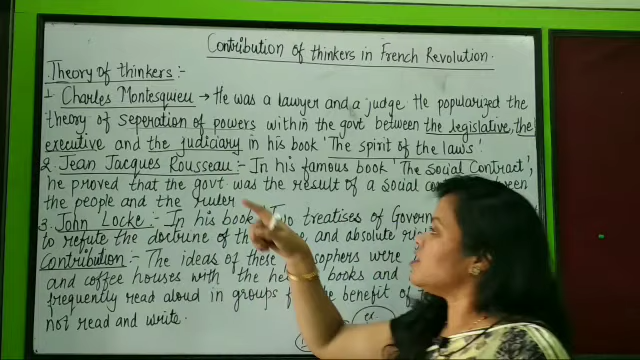 Contribution of thinkers in French Revolution.
Theory of thinkers:-
1 Charles Montesquieu → He was a lawyer and a judge. He popularized the
theory of seperation of powers within the govt between the legislative, the
executive and the judiciary in his book 'The spirit of the laws'
2. Jean Jacques Rousseau:- In his famous book 'The Social Contract',
he proved that the govt was the result of a social
the people and the ruler
3. John Locke:- In his book Two treatises of Govern
to refute the doctrine of the and absolute
Contribution:- The ideas of these were
and coffee houses with the books and
frequently read aloud in groups the benefit of
not read and write.